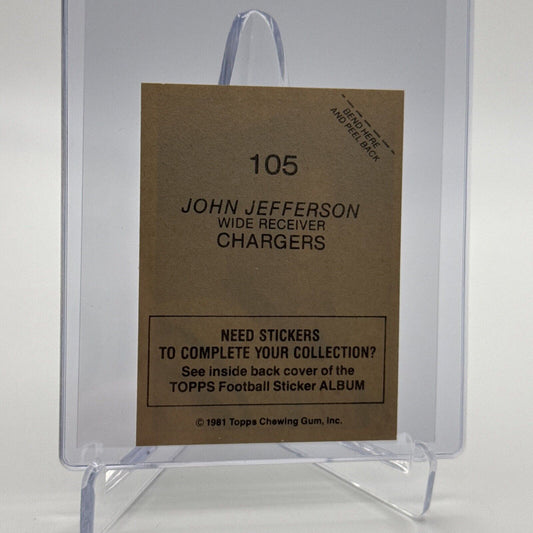 BEND HERE
AND PEEL BACK
105
JOHN JEFFERSON
WIDE RECEIVER
CHARGERS
NEED STICKERS
TO COMPLETE YOUR COLLECTION?
See inside back cover of the
TOPPS Football Sticker ALBUM
© 1981 Topps Chewing Gum, Inc.